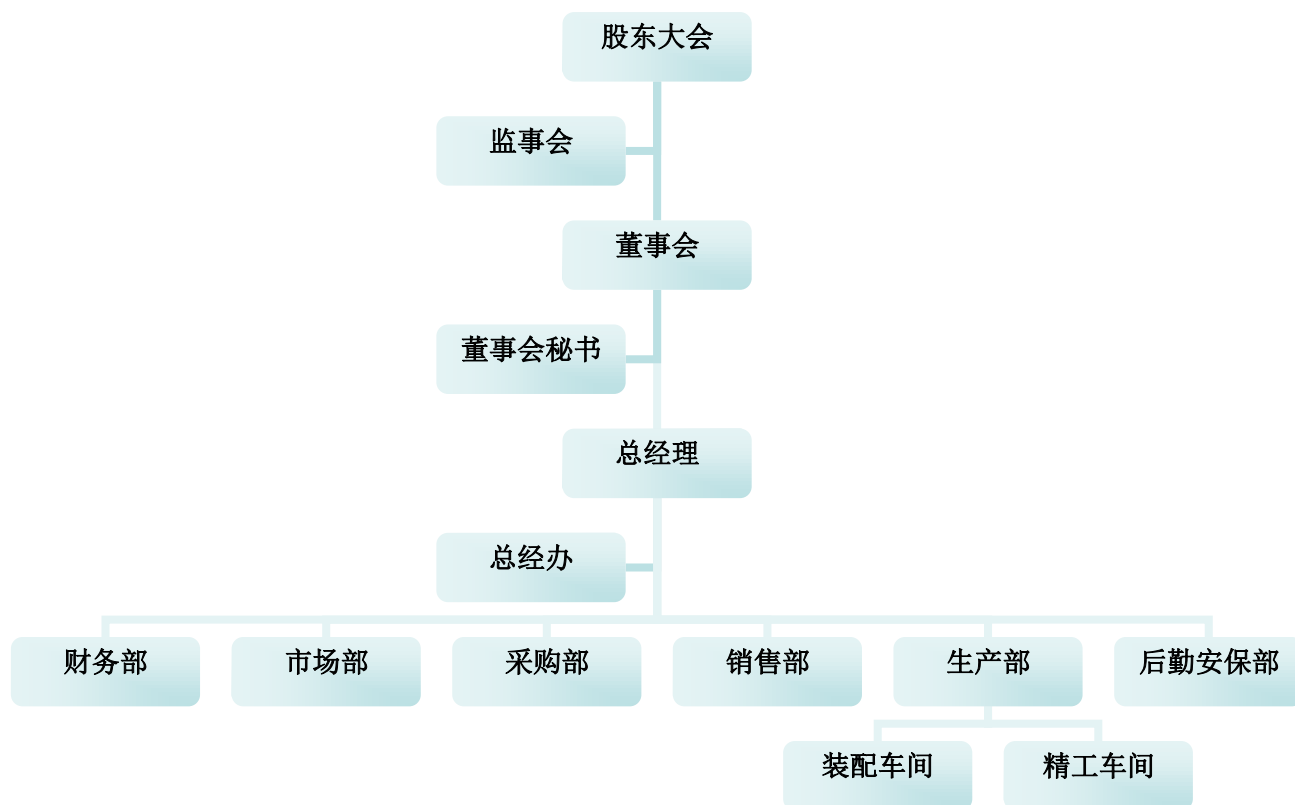 股东大会
监事会
董事会
董事会秘书
总经理
总经办
财务部
市场部
采购部
销售部
生产部
后勤安保部
装配车间
精工车间